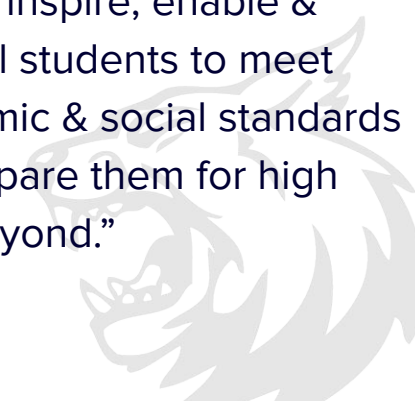 inspire, enable &
l students to meet
mic & social standards
pare them for high
yond.”